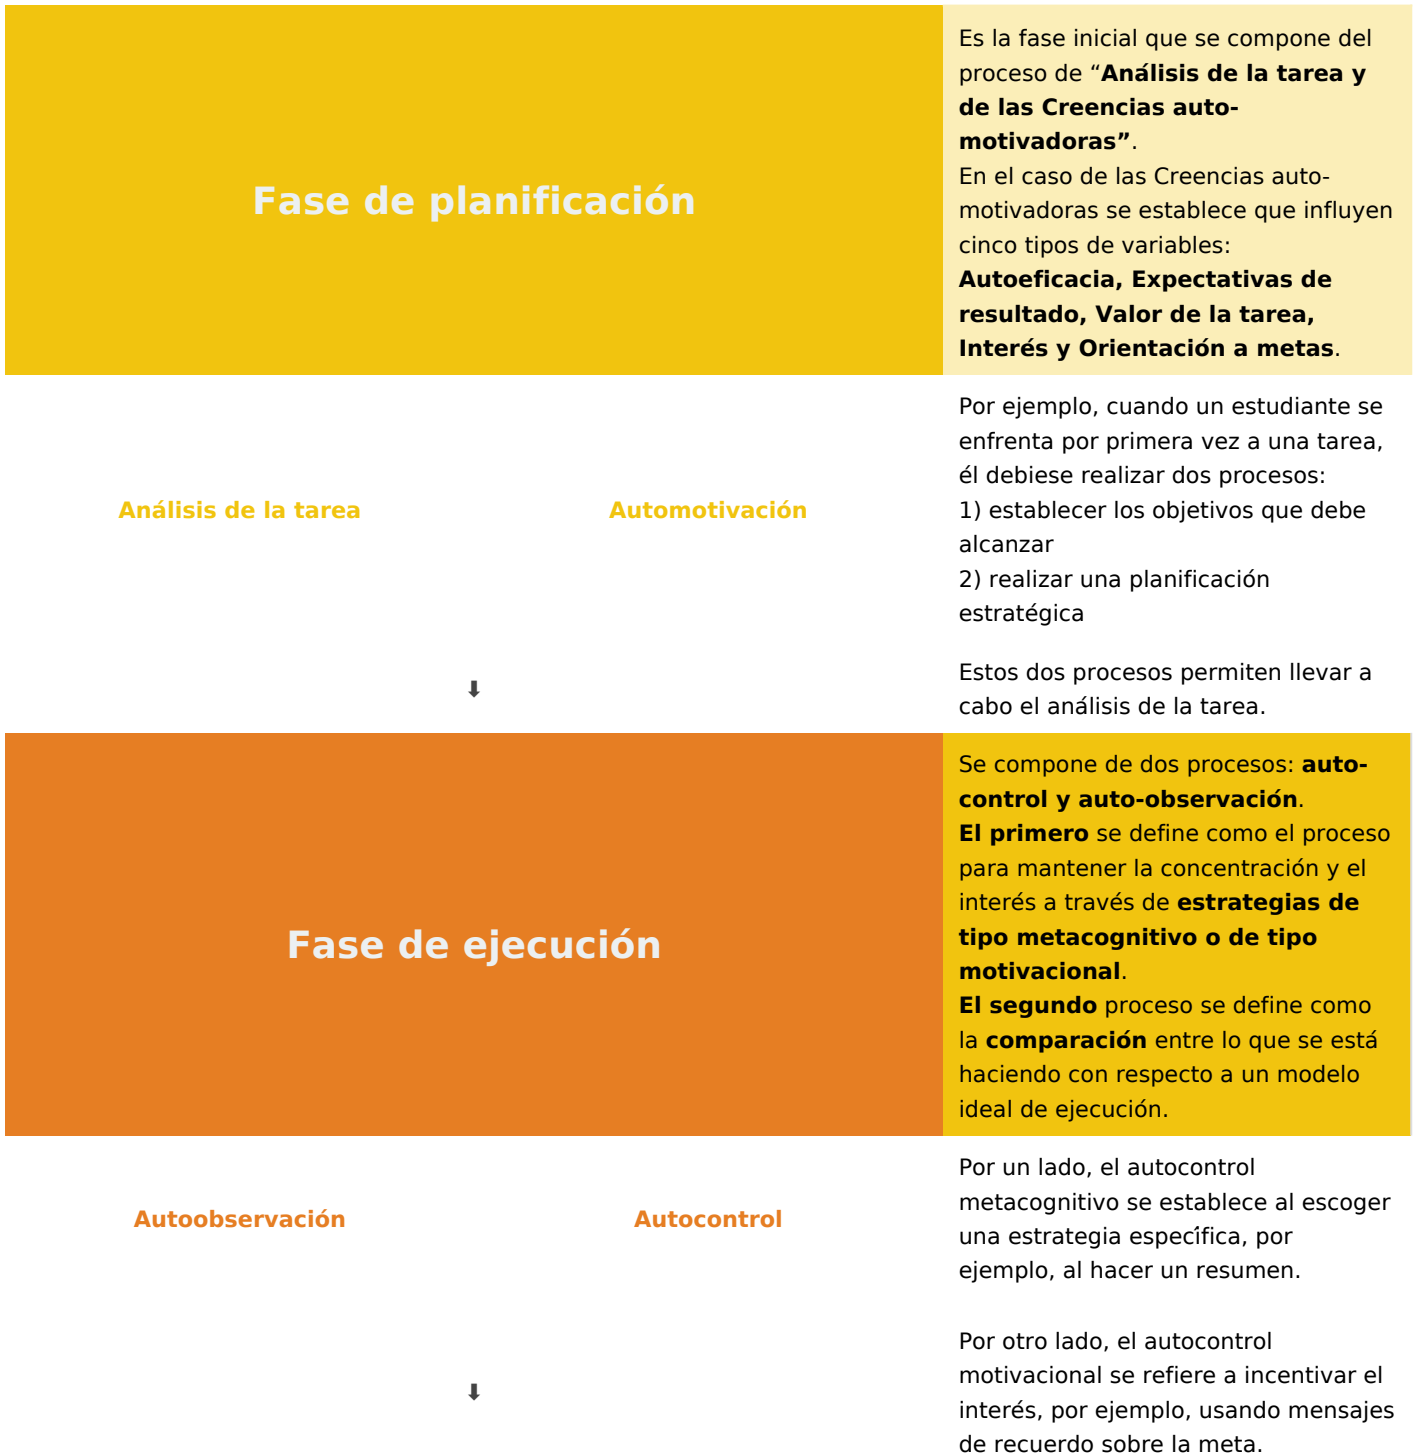 Fase de planificación
Es la fase inicial que se compone del
proceso de “Análisis de la tarea y
de las Creencias auto-
motivadoras”.
En el caso de las Creencias auto-
motivadoras se establece que influyen
cinco tipos de variables:
Autoeficacia, Expectativas de
resultado, Valor de la tarea,
Interés y Orientación a metas.
Análisis de la tarea
Automotivación
Por ejemplo, cuando un estudiante se
enfrenta por primera vez a una tarea,
él debiese realizar dos procesos:
1) establecer los objetivos que debe
alcanzar
2) realizar una planificación
estratégica
⬇
Estos dos procesos permiten llevar a
cabo el análisis de la tarea.
Fase de ejecución
Se compone de dos procesos: auto-
control y auto-observación.
El primero se define como el proceso
para mantener la concentración y el
interés a través de estrategias de
tipo metacognitivo o de tipo
motivacional.
El segundo proceso se define como
la comparación entre lo que se está
haciendo con respecto a un modelo
ideal de ejecución.
Autoobservación
Autocontrol
Por un lado, el autocontrol
metacognitivo se establece al escoger
una estrategia específica, por
ejemplo, al hacer un resumen.
⬇
Por otro lado, el autocontrol
motivacional se refiere a incentivar el
interés, por ejemplo, usando mensajes
de recuerdo sobre la meta.